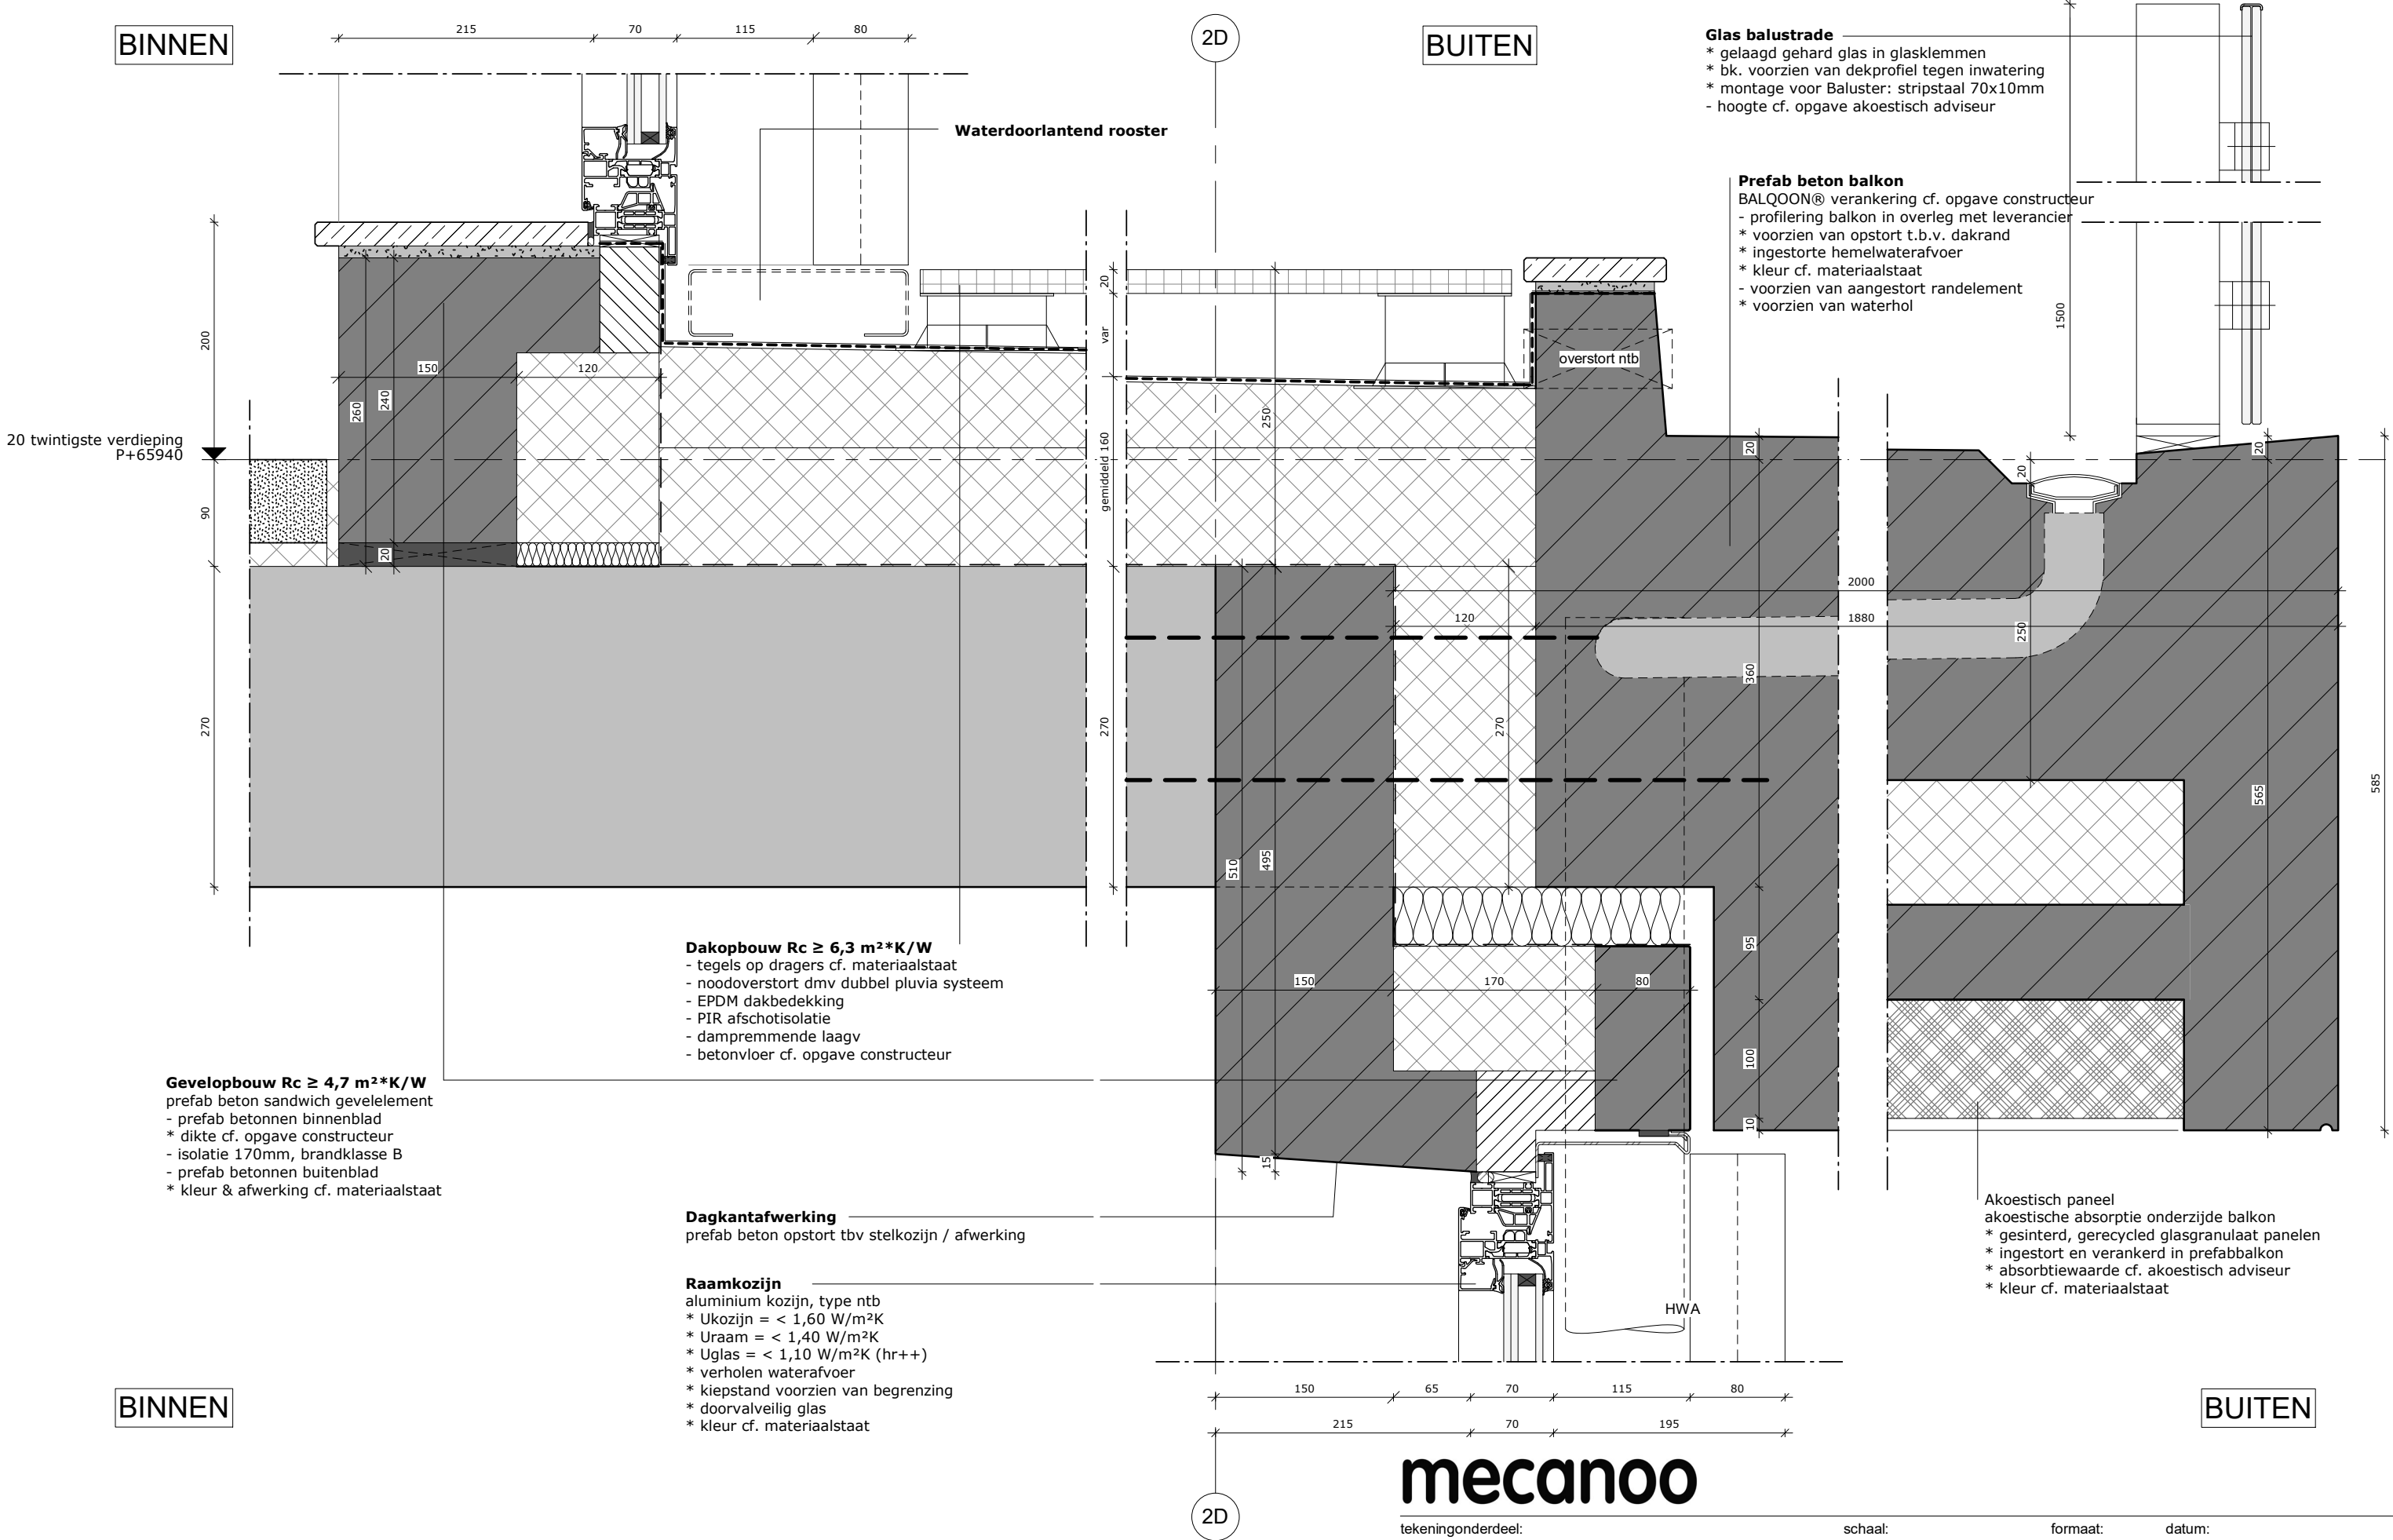 BINNEN
215
70
115
80
2D
BUITEN
Glas balustrade
* gelaagd gehard glas in glasklemmen
* bk. voorzien van dekprofiel tegen inwatering
* montage voor Baluster: stripstaal 70x10mm
- hoogte cf. opgave akoestisch adviseur
Waterdoorlantend rooster
Prefab beton balkon
BALQOON® verankering cf. opgave constructeur
- profilering balkon in overleg met leverancier
* voorzien van opstort t.b.v. dakrand
* ingestorte hemelwaterafvoer
* kleur cf. materiaalstaat
- voorzien van aangestort randelement
* voorzien van waterhol
1500
20
var
200
overstort ntb
150
120
260
240
250
20 twintigste verdieping
P+65940
gemiddeld 160
20
20
20
90
20
2000
120
1880
250
360
270
270
270
565
585
510
495
Dakopbouw Rc ≥ 6,3 m²*K/W
- tegels op dragers cf. materiaalstaat
- noodoverstort dmv dubbel pluvia systeem
- EPDM dakbedekking
- PIR afschotisolatie
- dampremmende laagv
- betonvloer cf. opgave constructeur
95
150
170
80
100
10
15
Gevelopbouw Rc ≥ 4,7 m²*K/W
prefab beton sandwich gevelelement
- prefab betonnen binnenblad
* dikte cf. opgave constructeur
- isolatie 170mm, brandklasse B
- prefab betonnen buitenblad
* kleur & afwerking cf. materiaalstaat
Dagkantafwerking
prefab beton opstort tbv stelkozijn / afwerking
Akoestisch paneel
akoestische absorptie onderzijde balkon
* gesinterd, gerecycled glasgranulaat panelen
* ingestort en verankerd in prefabbalkon
* absorbtiewaarde cf. akoestisch adviseur
* kleur cf. materiaalstaat
Raamkozijn
aluminium kozijn, type ntb
* Ukozijn = < 1,60 W/m²K
* Uraam = < 1,40 W/m²K
* Uglas = < 1,10 W/m²K (hr++)
* verholen waterafvoer
* kiepstand voorzien van begrenzing
* doorvalveilig glas
* kleur cf. materiaalstaat
HWA
BINNEN
150
65
70
115
80
BUITEN
215
70
195
mecanoo
2D
tekeningonderdeel:
schaal:
formaat:
datum: